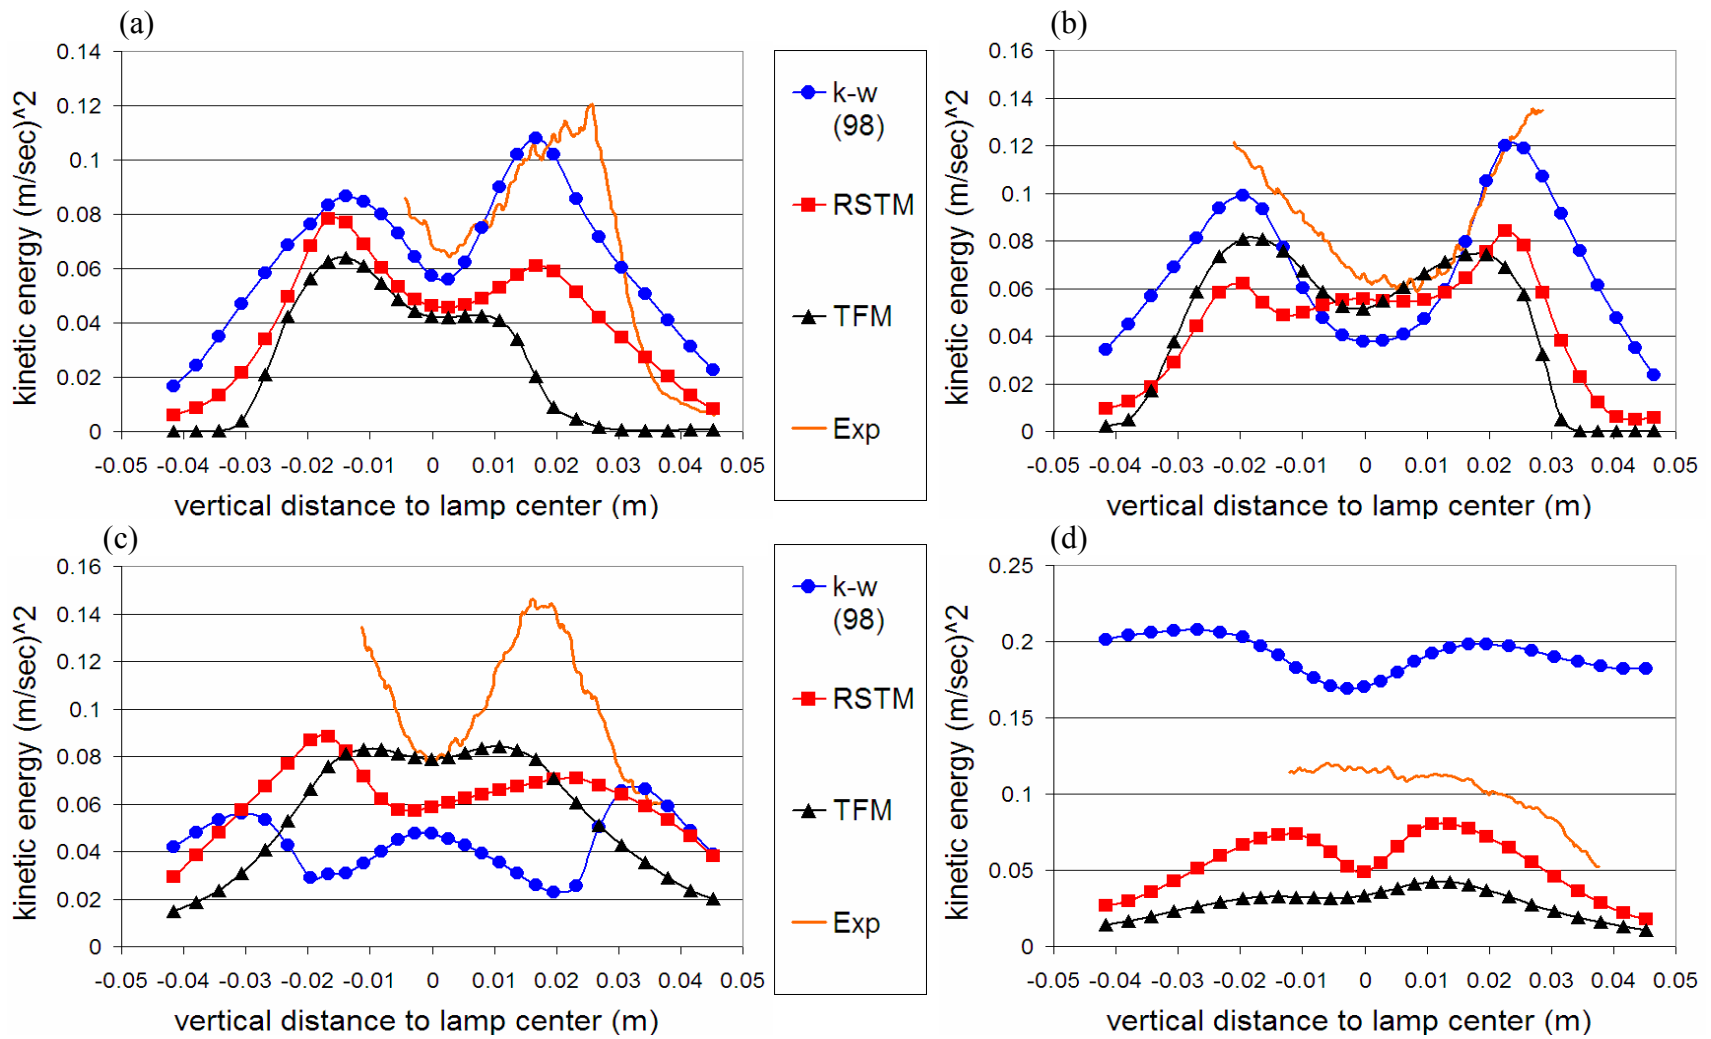 (a)
kinetic energy (m/sec)^2
0.14
0.12
0.1
0.08
0.06
0.04
0.02
0
-0.05 -0.04 -0.03 -0.02 -0.01 0 0.01 0.02 0.03 0.04 0.05
vertical distance to lamp center (m)
k-w
(98)
RSTM
TFM
Exp
(b)
kinetic energy (m/sec)^2
0.16
0.14
0.12
0.1
0.08
0.06
0.04
0.02
0
-0.05 -0.04 -0.03 -0.02 -0.01 0 0.01 0.02 0.03 0.04 0.05
vertical distance to lamp center (m)
(c)
kinetic energy (m/sec)^2
0.16
0.14
0.12
0.1
0.08
0.06
0.04
0.02
0
-0.05 -0.04 -0.03 -0.02 -0.01 0 0.01 0.02 0.03 0.04 0.05
vertical distance to lamp center (m)
k-w
(98)
RSTM
TFM
Exp
(d)
kinetic energy (m/sec)^2
0.25
0.2
0.15
0.1
0.05
0
-0.05 -0.04 -0.03 -0.02 -0.01 0 0.01 0.02 0.03 0.04 0.05
vertical distance to lamp center (m)